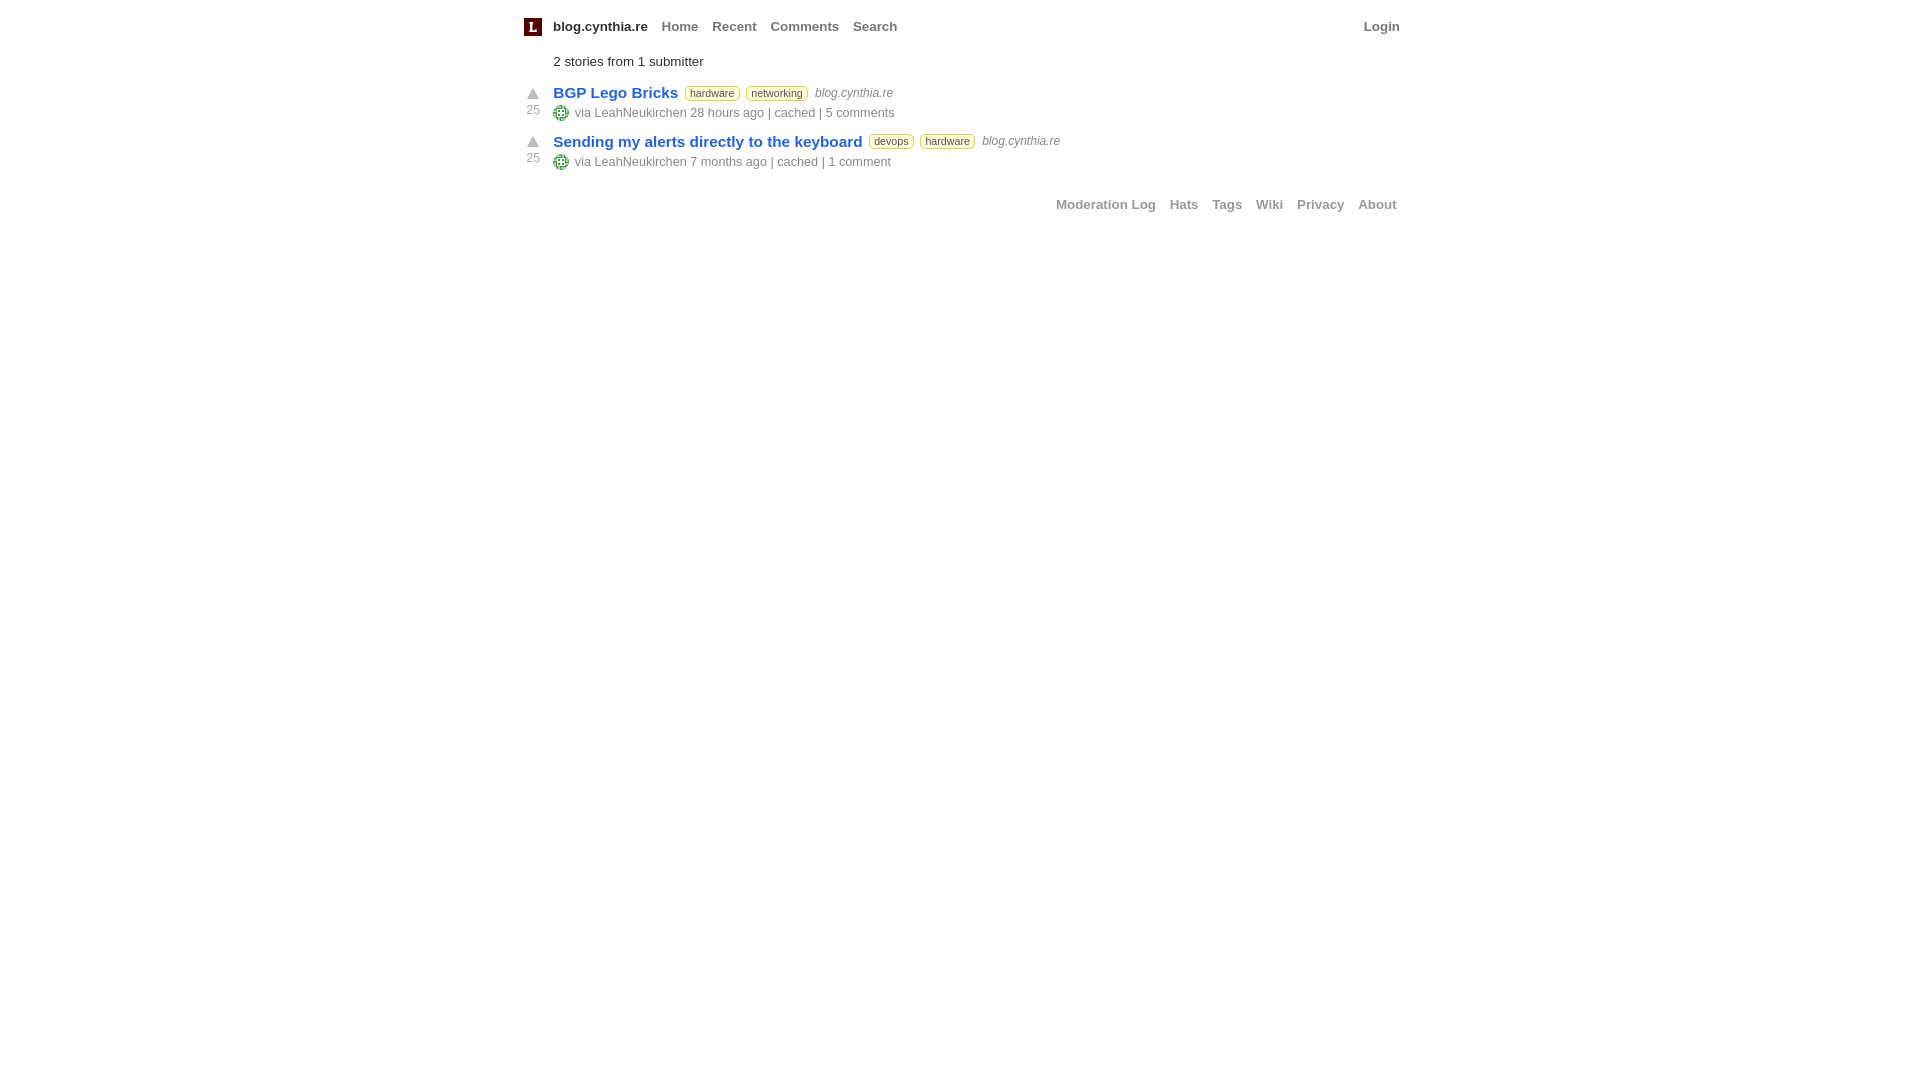 L blog.cynthia.re Home Recent Comments Search Login
2 stories from 1 submitter
BGP Lego Bricks hardware networking blog.cynthia.re
25 via LeahNeukirchen 28 hours ago | cached | 5 comments
Sending my alerts directly to the keyboard devops hardware blog.cynthia.re
25 via LeahNeukirchen 7 months ago | cached | 1 comment
Moderation Log Hats Tags Wiki Privacy About